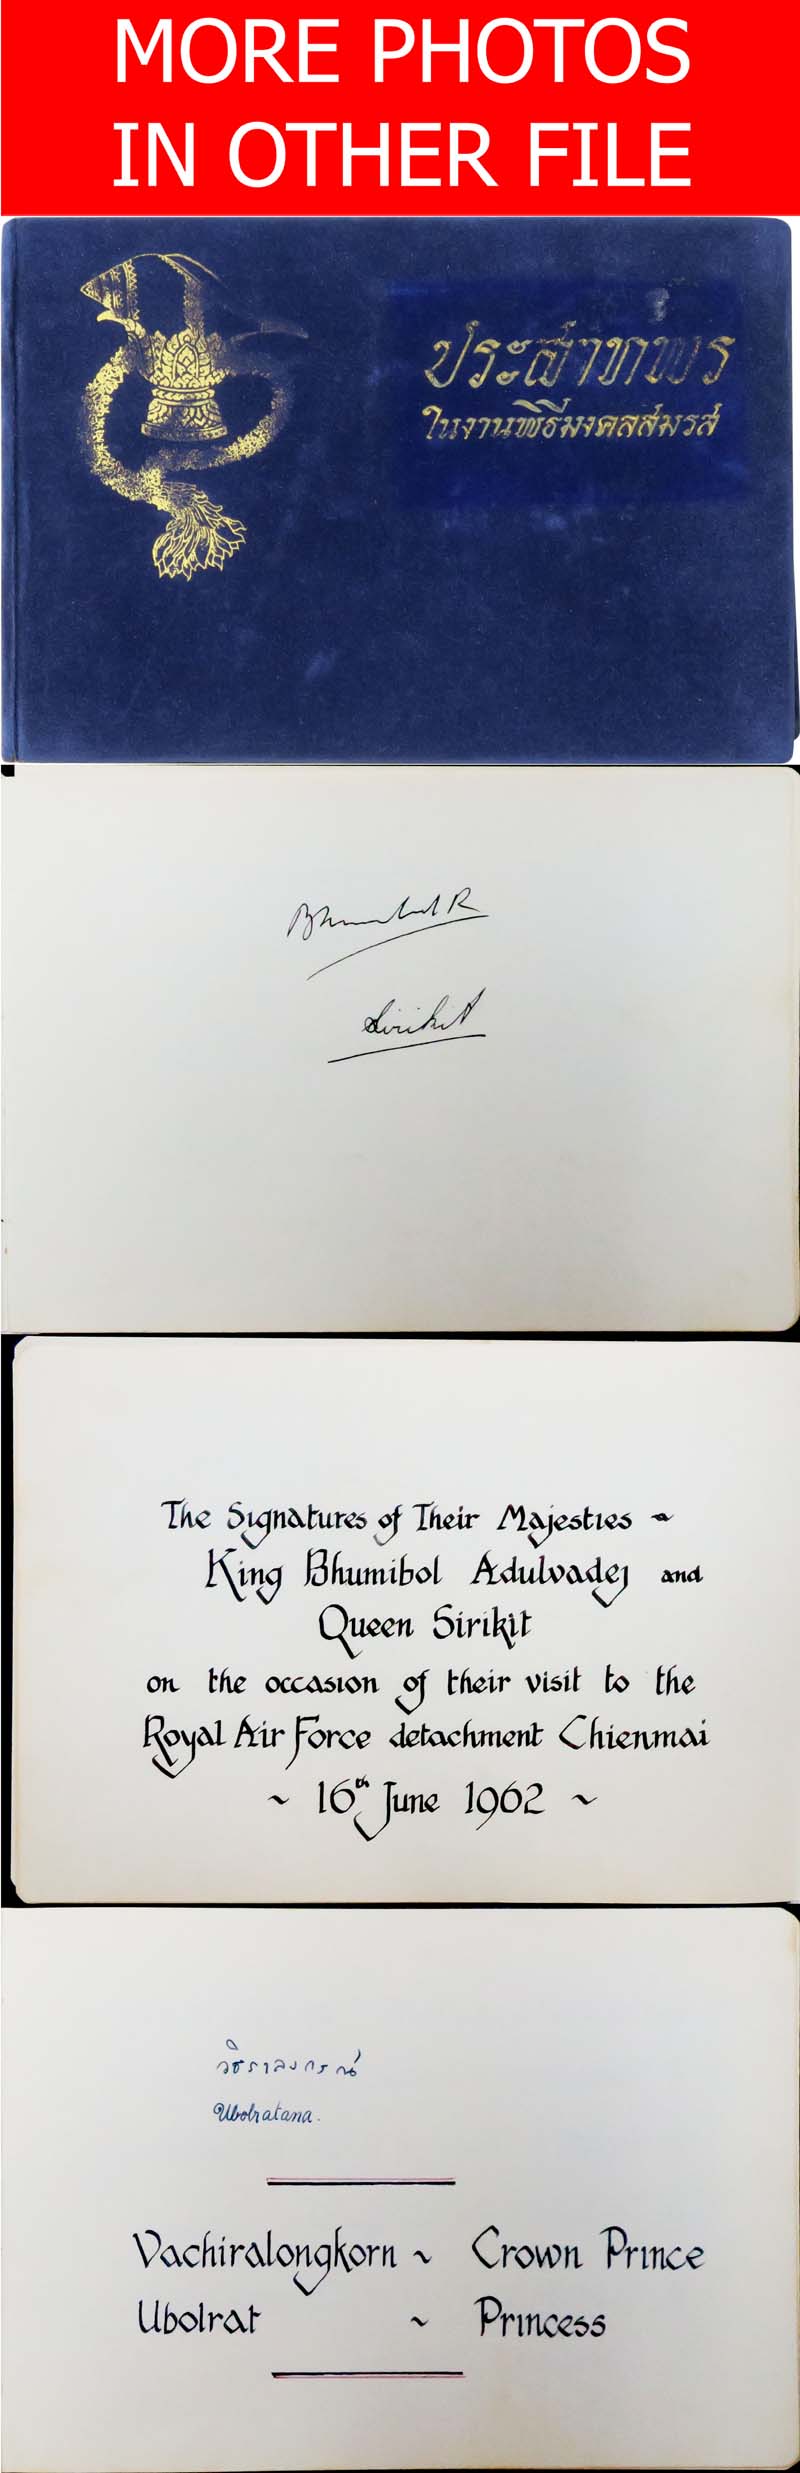 MORE PHOTOS
IN OTHER FILE
ประสาทพร
ในงานพิธีมงคลสมรส
Bhumibol R
Sirikit
The Signatures of Their Majesties ~
King Bhumibol Adulvadej and
Queen Sirikit
on the occasion of their visit to the
Royal Air Force detachment Chienmai
~ 16th June 1962 ~
วชิราลงกรณ์
Ubolratana.
Vachiralongkorn ~ Crown Prince
Ubolrat ~ Princess